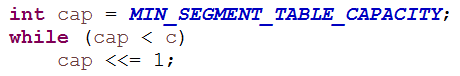 int cap = MIN_SEGMENT_TABLE_CAPACITY;
while (cap < c)
    cap <<= 1;